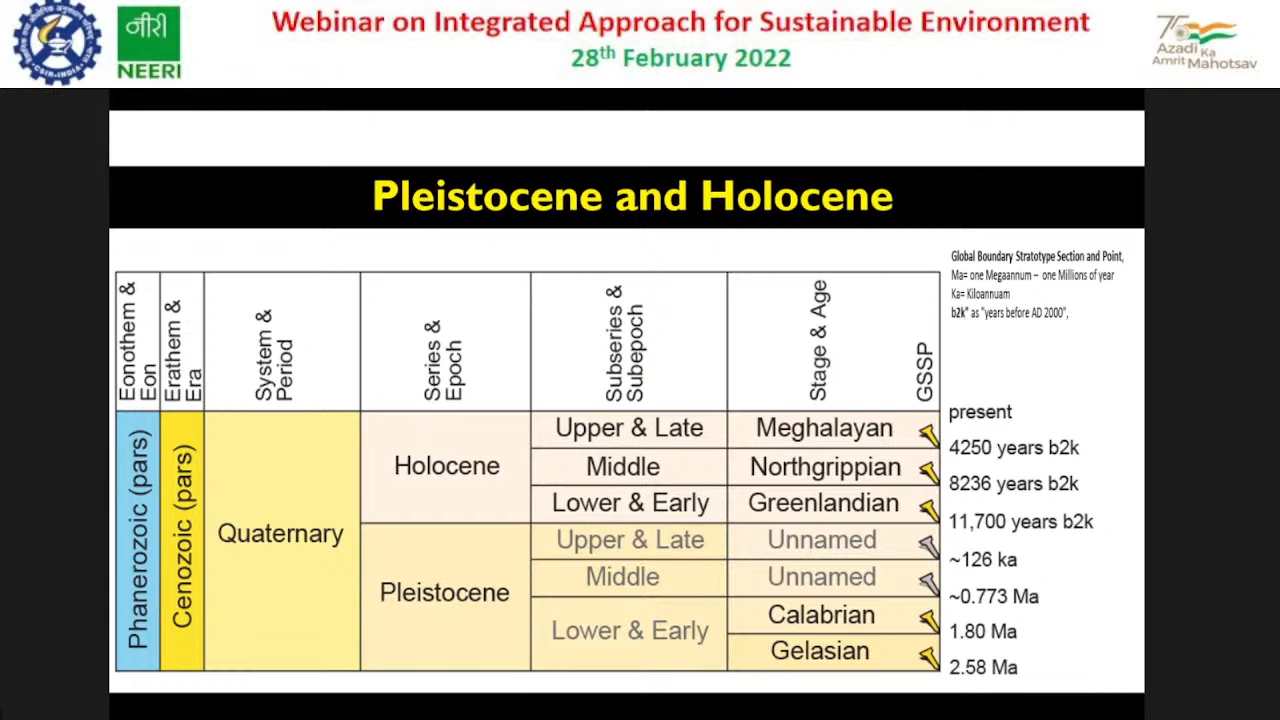 Webinar on Integrated Approach for Sustainable Environment
28th February 2022
CSIR-INDIA
नीरी
NEERI
75
Azadi Ka
Amrit Mahotsav
Pleistocene and Holocene
Global Boundary Stratotype Section and Point,
Ma= one Megaannum – one Millions of year
Ka= Kiloannuam
b2k" as "years before AD 2000",
Eonothem &
Eon
Erathem &
Era
System &
Period
Series &
Epoch
Subseries &
Subepoch
Stage & Age
GSSP
Phanerozoic (pars)
Cenozoic (pars)
Quaternary
Holocene
Pleistocene
Upper & Late
Middle
Lower & Early
Upper & Late
Middle
Lower & Early
Meghalayan
Northgrippian
Greenlandian
Unnamed
Unnamed
Calabrian
Gelasian
present
4250 years b2k
8236 years b2k
11,700 years b2k
~126 ka
~0.773 Ma
1.80 Ma
2.58 Ma